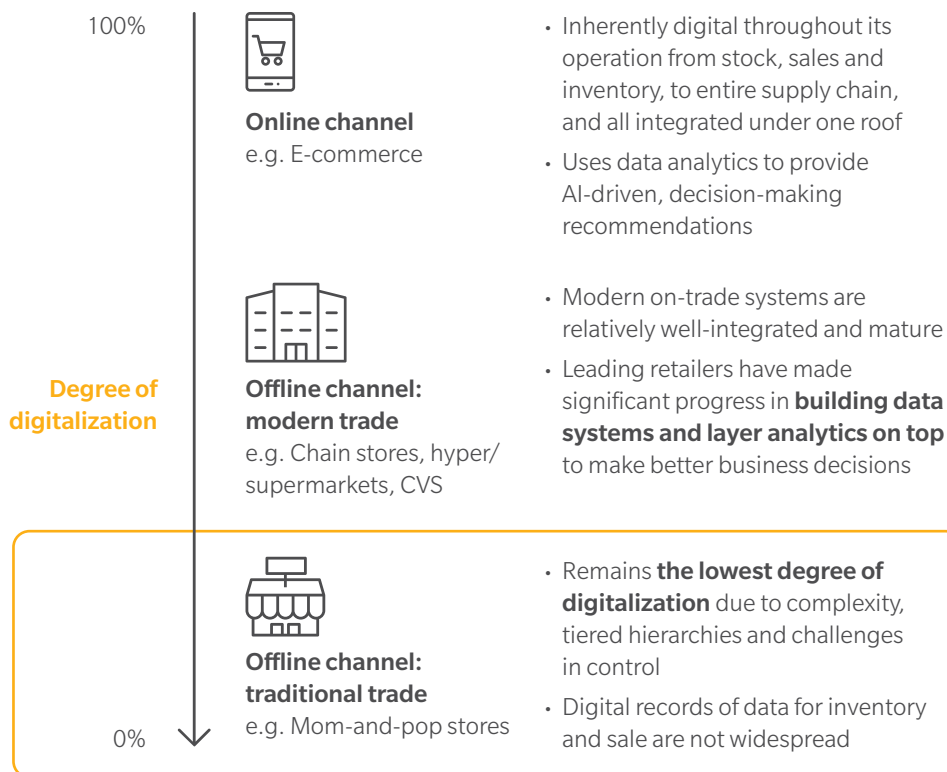 100%
Online channel
e.g. E-commerce
• Inherently digital throughout its
operation from stock, sales and
inventory, to entire supply chain,
and all integrated under one roof
• Uses data analytics to provide
AI-driven, decision-making
recommendations
Degree of
digitalization
Offline channel:
modern trade
e.g. Chain stores, hyper/
supermarkets, CVS
• Modern on-trade systems are
relatively well-integrated and mature
• Leading retailers have made
significant progress in building data
systems and layer analytics on top
to make better business decisions
Offline channel:
traditional trade
e.g. Mom-and-pop stores
• Remains the lowest degree of
digitalization due to complexity,
tiered hierarchies and challenges
in control
• Digital records of data for inventory
and sale are not widespread
0%